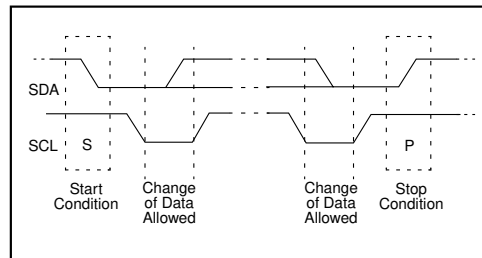 SDA
SCL
S
P
Start
Condition
Change
of Data
Allowed
Change
of Data
Allowed
Stop
Condition